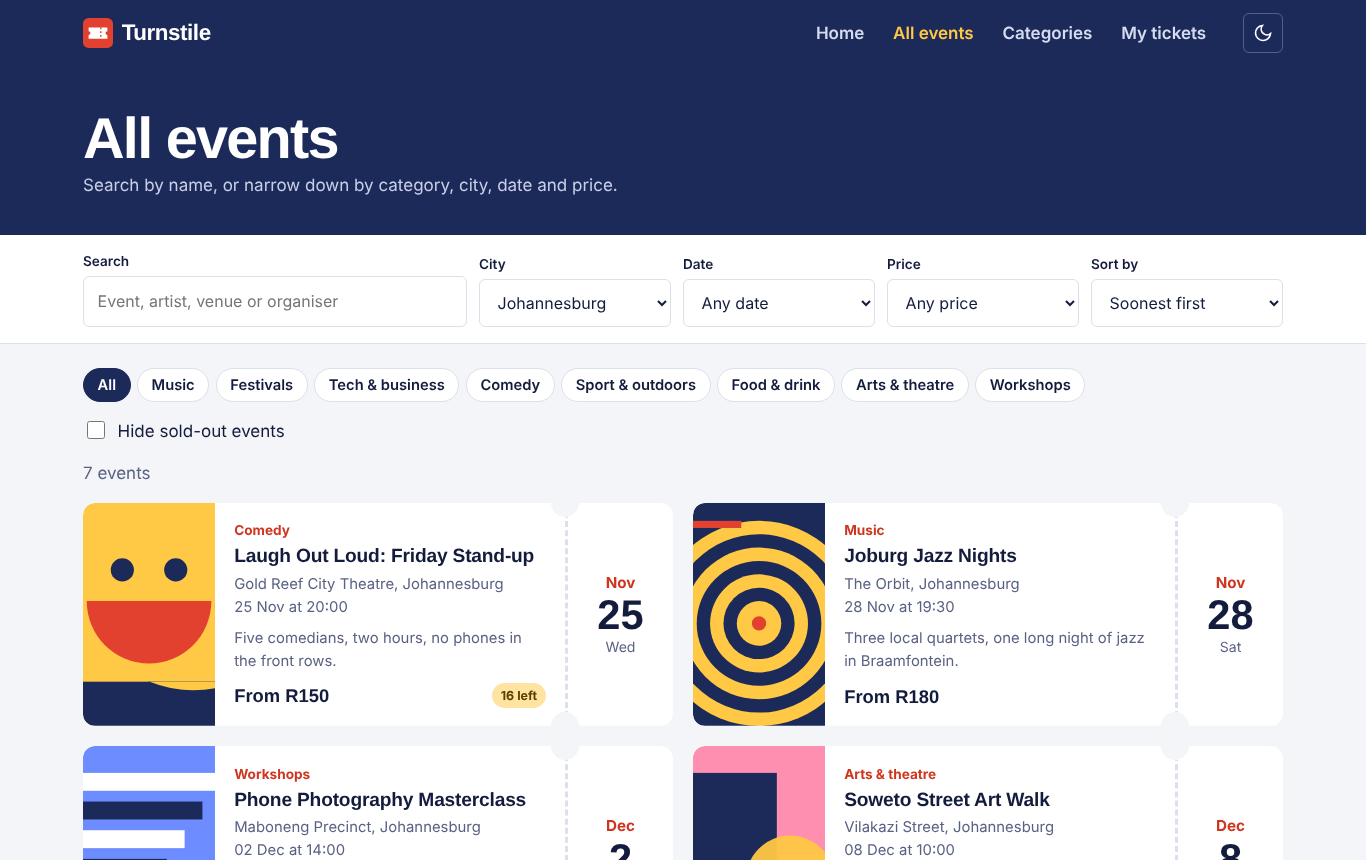 Turnstile
Home All events Categories My tickets
All events
Search by name, or narrow down by category, city, date and price.
Search City Date Price Sort by
Event, artist, venue or organiser Johannesburg Any date Any price Soonest first
All Music Festivals Tech & business Comedy Sport & outdoors Food & drink Arts & theatre Workshops
Hide sold-out events
7 events
Comedy
Laugh Out Loud: Friday Stand-up
Gold Reef City Theatre, Johannesburg
25 Nov at 20:00
Five comedians, two hours, no phones in
the front rows.
From R150
16 left
Nov
25
Wed
Music
Joburg Jazz Nights
The Orbit, Johannesburg
28 Nov at 19:30
Three local quartets, one long night of jazz
in Braamfontein.
From R180
Nov
28
Sat
Workshops
Phone Photography Masterclass
Maboneng Precinct, Johannesburg
02 Dec at 14:00
Dec
2
Arts & theatre
Soweto Street Art Walk
Vilakazi Street, Johannesburg
08 Dec at 10:00
Dec
8